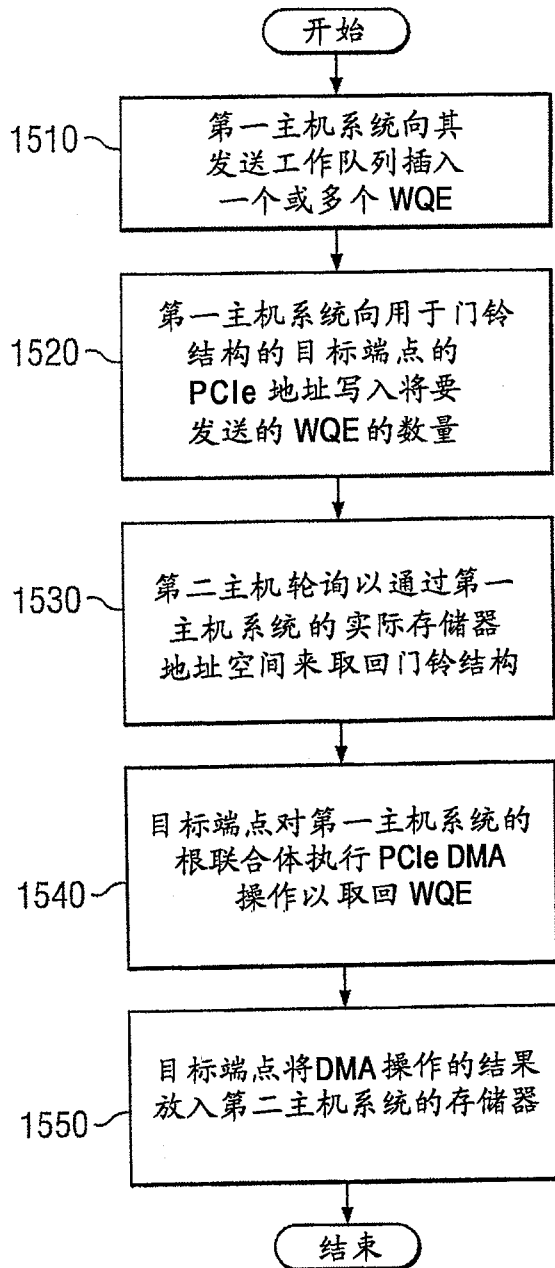 开始
1510
第一主机系统向其
发送工作队列插入
一个或多个 WQE
1520
第一主机系统向用于门铃
结构的目标端点的
PCIe 地址写入将要
发送的 WQE 的数量
1530
第二主机轮询以通过第一
主机系统的实际存储器
地址空间来取回门铃结构
1540
目标端点对第一主机系统的
根联合体执行 PCIe DMA
操作以取回 WQE
1550
目标端点将DMA 操作的结果
放入第二主机系统的存储器
结束